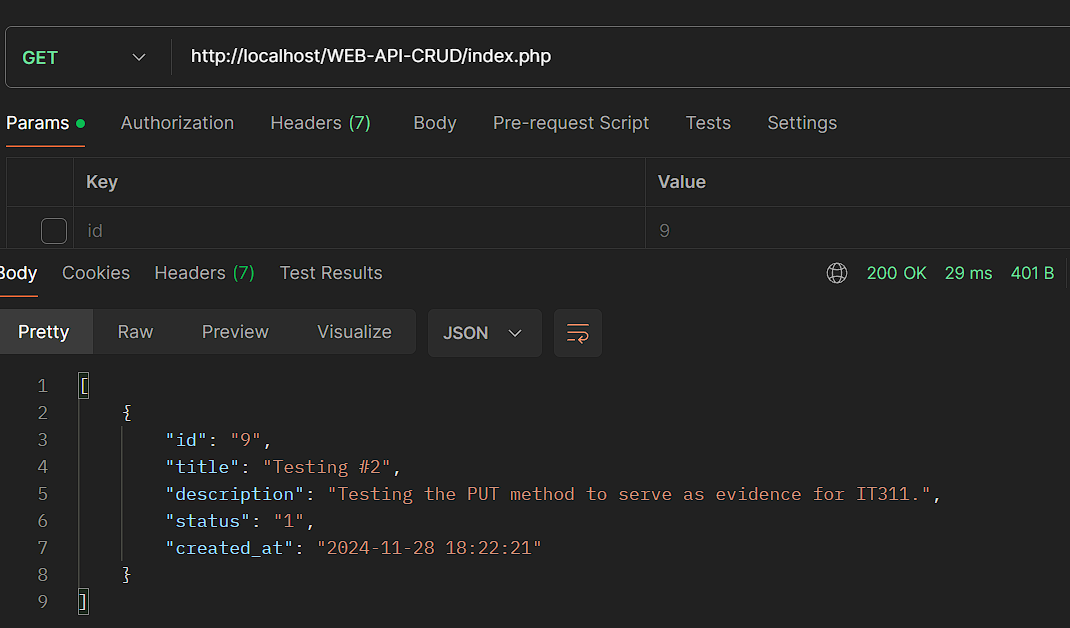 GET http://localhost/WEB-API-CRUD/index.php
Params Authorization Headers (7) Body Pre-request Script Tests Settings
Key Value
id 9
Body Cookies Headers (7) Test Results 200 OK 29 ms 401 B
Pretty Raw Preview Visualize JSON
1 [
2 {
3 "id": "9",
4 "title": "Testing #2",
5 "description": "Testing the PUT method to serve as evidence for IT311.",
6 "status": "1",
7 "created_at": "2024-11-28 18:22:21"
8 }
9 ]